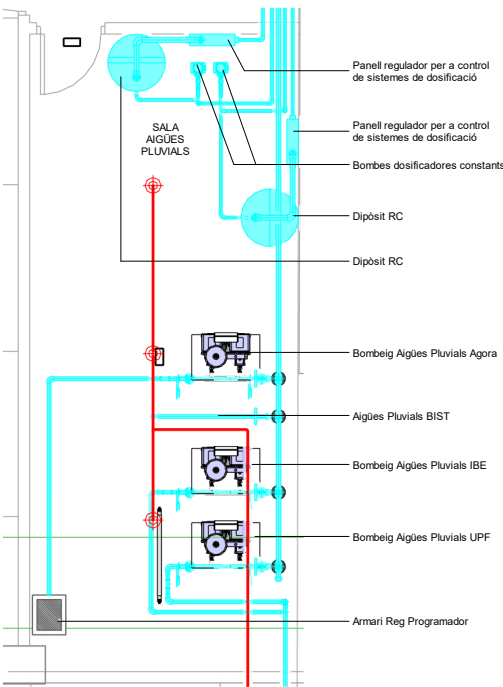 Panell regulador per a control
de sistemes de dosificació
SALA
AIGÜES
PLUVIALS
Panell regulador per a control
de sistemes de dosificació
Bombes dosificadores constants
Dipòsit RC
Dipòsit RC
Bombeig Aigües Pluvials Agora
Aigües Pluvials BIST
Bombeig Aigües Pluvials IBE
Bombeig Aigües Pluvials UPF
Armari Reg Programador